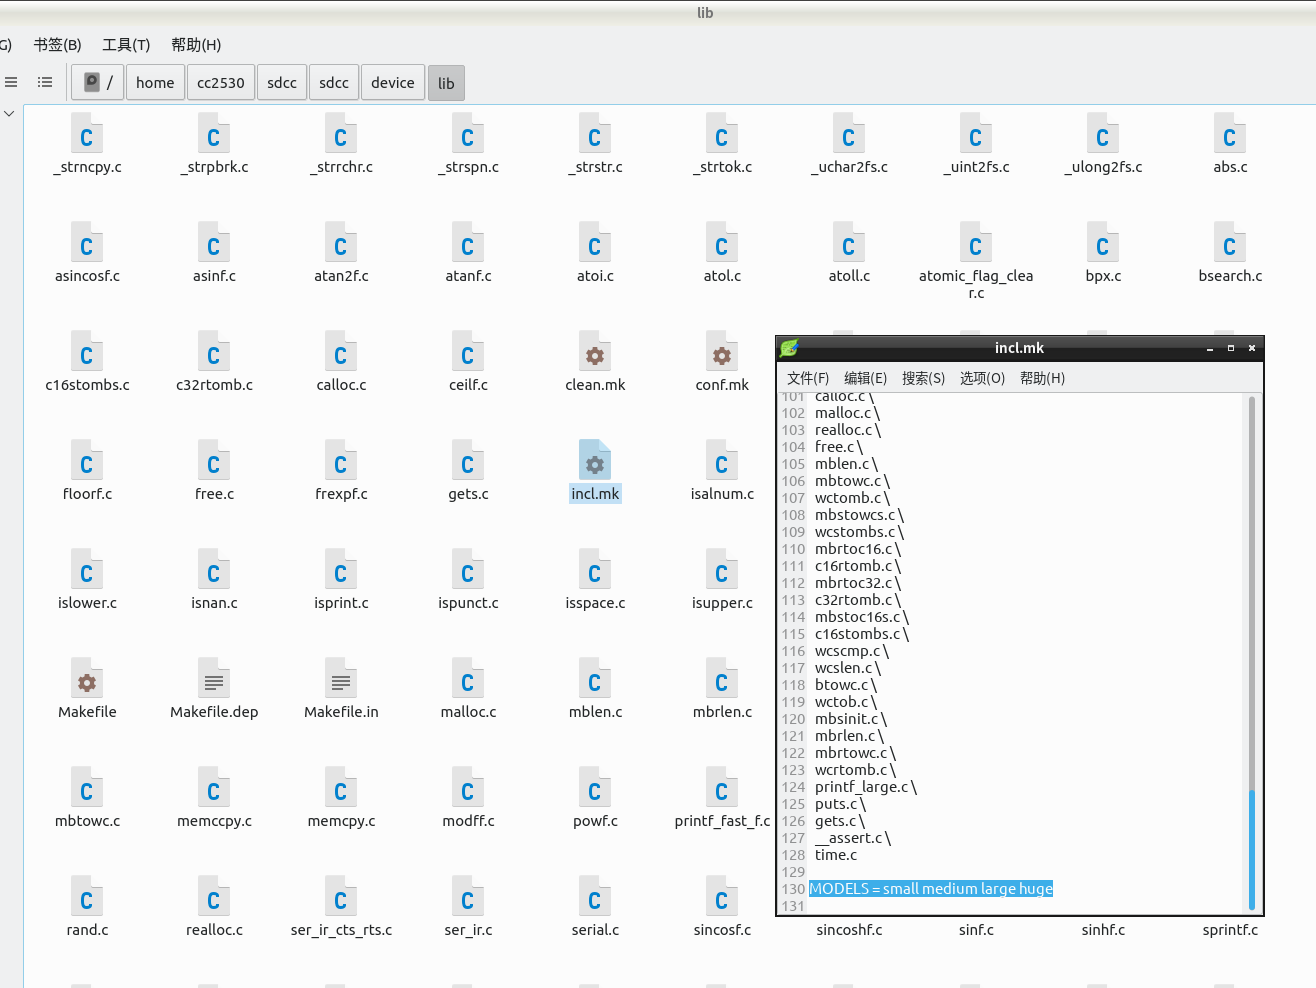 lib
G) 书签(B) 工具(T) 帮助(H)
/ home cc2530 sdcc sdcc device lib
_strncpy.c _strpbrk.c _strrchr.c _strspn.c _strstr.c _strtok.c _uchar2fs.c _uint2fs.c _ulong2fs.c abs.c
asincosf.c asinf.c atan2f.c atanf.c atoi.c atol.c atoll.c atomic_flag_clea bpx.c bsearch.c
r.c
c16stombs.c c32rtomb.c calloc.c ceilf.c clean.mk conf.mk
floorf.c free.c frexpf.c gets.c incl.mk isalnum.c
islower.c isnan.c isprint.c ispunct.c isspace.c isupper.c
Makefile Makefile.dep Makefile.in malloc.c mblen.c mbrlen.c
mbtowc.c memccpy.c memcpy.c modff.c powf.c printf_fast_f.c
rand.c realloc.c ser_ir_cts_rts.c ser_ir.c serial.c sincosf.c sincoshf.c sinf.c sinhf.c sprintf.c
incl.mk
文件(F) 编辑(E) 搜索(S) 选项(O) 帮助(H)
101 calloc.c\
102 malloc.c\
103 realloc.c\
104 free.c\
105 mblen.c\
106 mbtowc.c\
107 wctomb.c\
108 mbstowcs.c\
109 wcstombs.c\
110 mbrtoc16.c\
111 c16rtomb.c\
112 mbrtoc32.c\
113 c32rtomb.c\
114 mbstoc16s.c\
115 c16stombs.c\
116 wcscmp.c\
117 wcslen.c\
118 btowc.c\
119 wctob.c\
120 mbsinit.c\
121 mbrlen.c\
122 mbrtowc.c\
123 wcrtomb.c\
124 printf_large.c\
125 puts.c\
126 gets.c\
127 __assert.c\
128 time.c
129
130 MODELS = small medium large huge
131